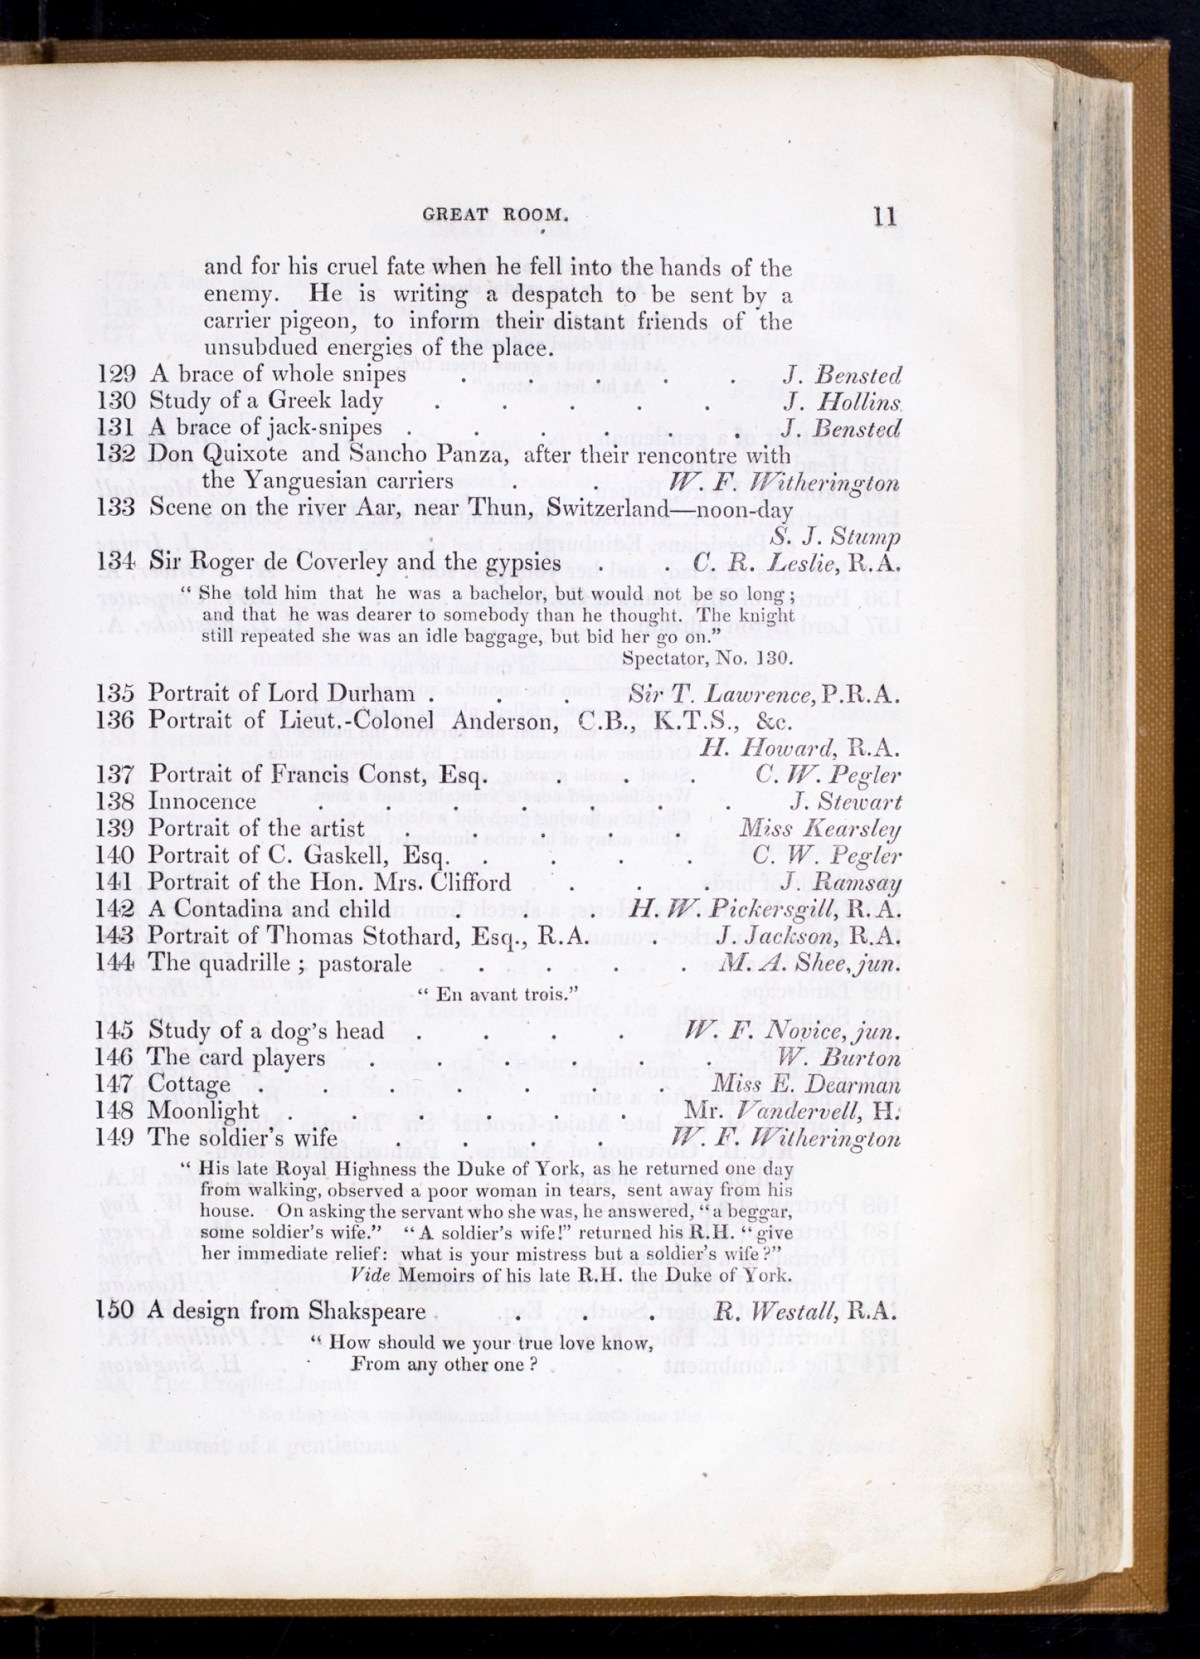 GREAT ROOM. 11
and for his cruel fate when he fell into the hands of the
enemy. He is writing a despatch to be sent by a
carrier pigeon, to inform their distant friends of the
unsubdued energies of the place.
129 A brace of whole snipes . . . . . J. Bensted
130 Study of a Greek lady . . . . . J. Hollins
131 A brace of jack-snipes . . . . . . J. Bensted
132 Don Quixote and Sancho Panza, after their rencontre with
the Yanguesian carriers . . W. F. Witherington
133 Scene on the river Aar, near Thun, Switzerland—noon-day
S. J. Stump
134 Sir Roger de Coverley and the gypsies . . C. R. Leslie, R.A.
“ She told him that he was a bachelor, but would not be so long ;
and that he was dearer to somebody than he thought. The knight
still repeated she was an idle baggage, but bid her go on.”
Spectator, No. 130.
135 Portrait of Lord Durham . . . Sir T. Lawrence, P.R.A.
136 Portrait of Lieut.-Colonel Anderson, C.B., K.T.S., &c.
H. Howard, R.A.
137 Portrait of Francis Const, Esq. . . . C. W. Pegler
138 Innocence . . . . . . . J. Stewart
139 Portrait of the artist . . . . . Miss Kearsley
140 Portrait of C. Gaskell, Esq. . . . . C. W. Pegler
141 Portrait of the Hon. Mrs. Clifford . . . J. Ramsay
142 A Contadina and child . . . H. W. Pickersgill, R.A.
143 Portrait of Thomas Stothard, Esq., R.A. . J. Jackson, R.A.
144 The quadrille ; pastorale . . . . M. A. Shee, jun.
“ En avant trois.”
145 Study of a dog's head . . . . W. F. Novice, jun.
146 The card players . . . . . . W. Burton
147 Cottage . . . . . . . Miss E. Dearman
148 Moonlight . . . . . . Mr. Vandervell, H.
149 The soldier's wife . . . . W. F. Witherington
“ His late Royal Highness the Duke of York, as he returned one day
from walking, observed a poor woman in tears, sent away from his
house. On asking the servant who she was, he answered, “ a beggar,
some soldier's wife.” “ A soldier's wife!” returned his R.H. “ give
her immediate relief: what is your mistress but a soldier's wife ?”
Vide Memoirs of his late R.H. the Duke of York.
150 A design from Shakspeare . . . . R. Westall, R.A.
“ How should we your true love know,
From any other one ?